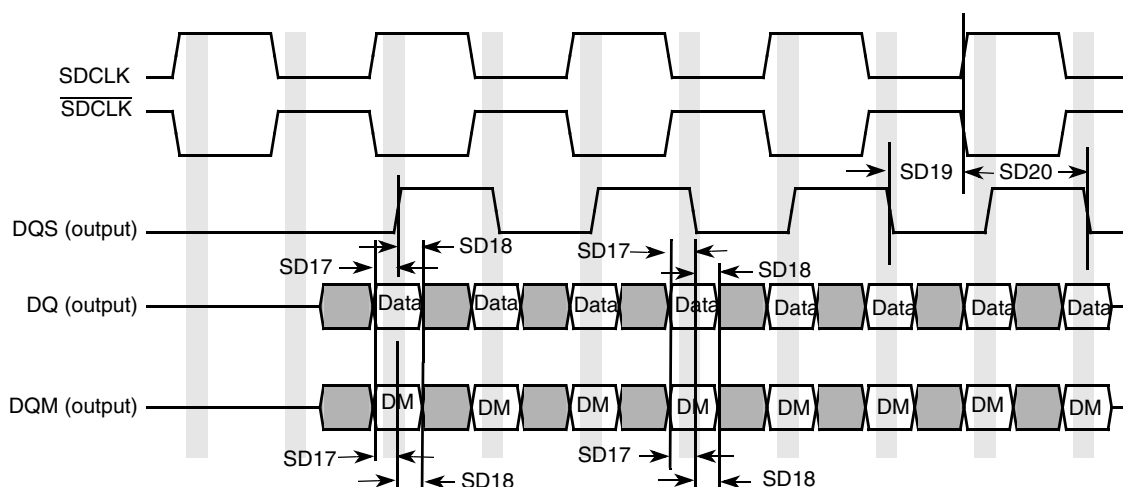 SDCLK
SDCLK
SD19 SD20
DQS (output)
SD18 SD17
SD17 SD18
DQ (output) Data Data Data Data Data Data Data Data
DQM (output) DM DM DM DM DM DM DM DM
SD17 SD17
SD18 SD18